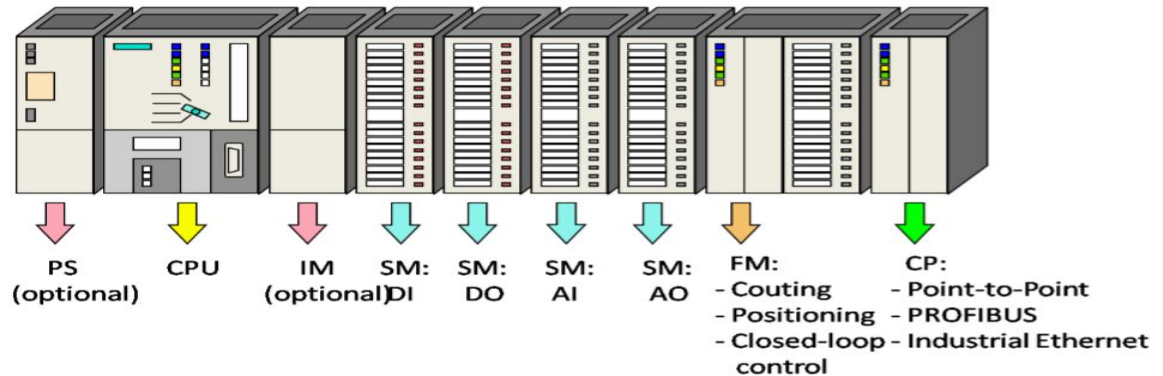 PS
(optional)
CPU
IM
(optional)
SM:
DI
SM:
DO
SM:
AI
SM:
AO
FM:
- Couting
- Positioning
- Closed-loop
control
CP:
- Point-to-Point
- PROFIBUS
- Industrial Ethernet